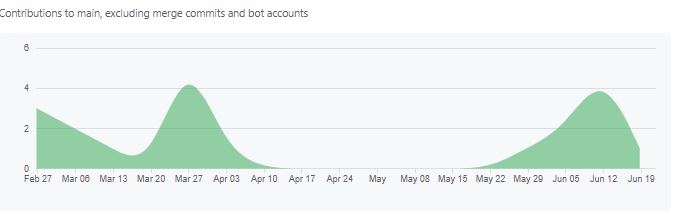 Contributions to main, excluding merge commits and bot accounts
6
4
2
0
Feb 27 Mar 06 Mar 13 Mar 20 Mar 27 Apr 03 Apr 10 Apr 17 Apr 24 May May 08 May 15 May 22 May 29 Jun 05 Jun 12 Jun 19